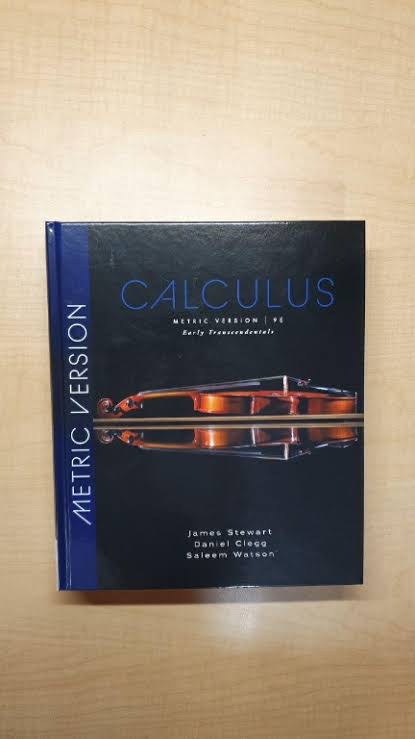 METRIC VERSION
CALCULUS
METRIC VERSION | 9E
Early Transcendentals
James Stewart
Daniel Clegg
Saleem Watson